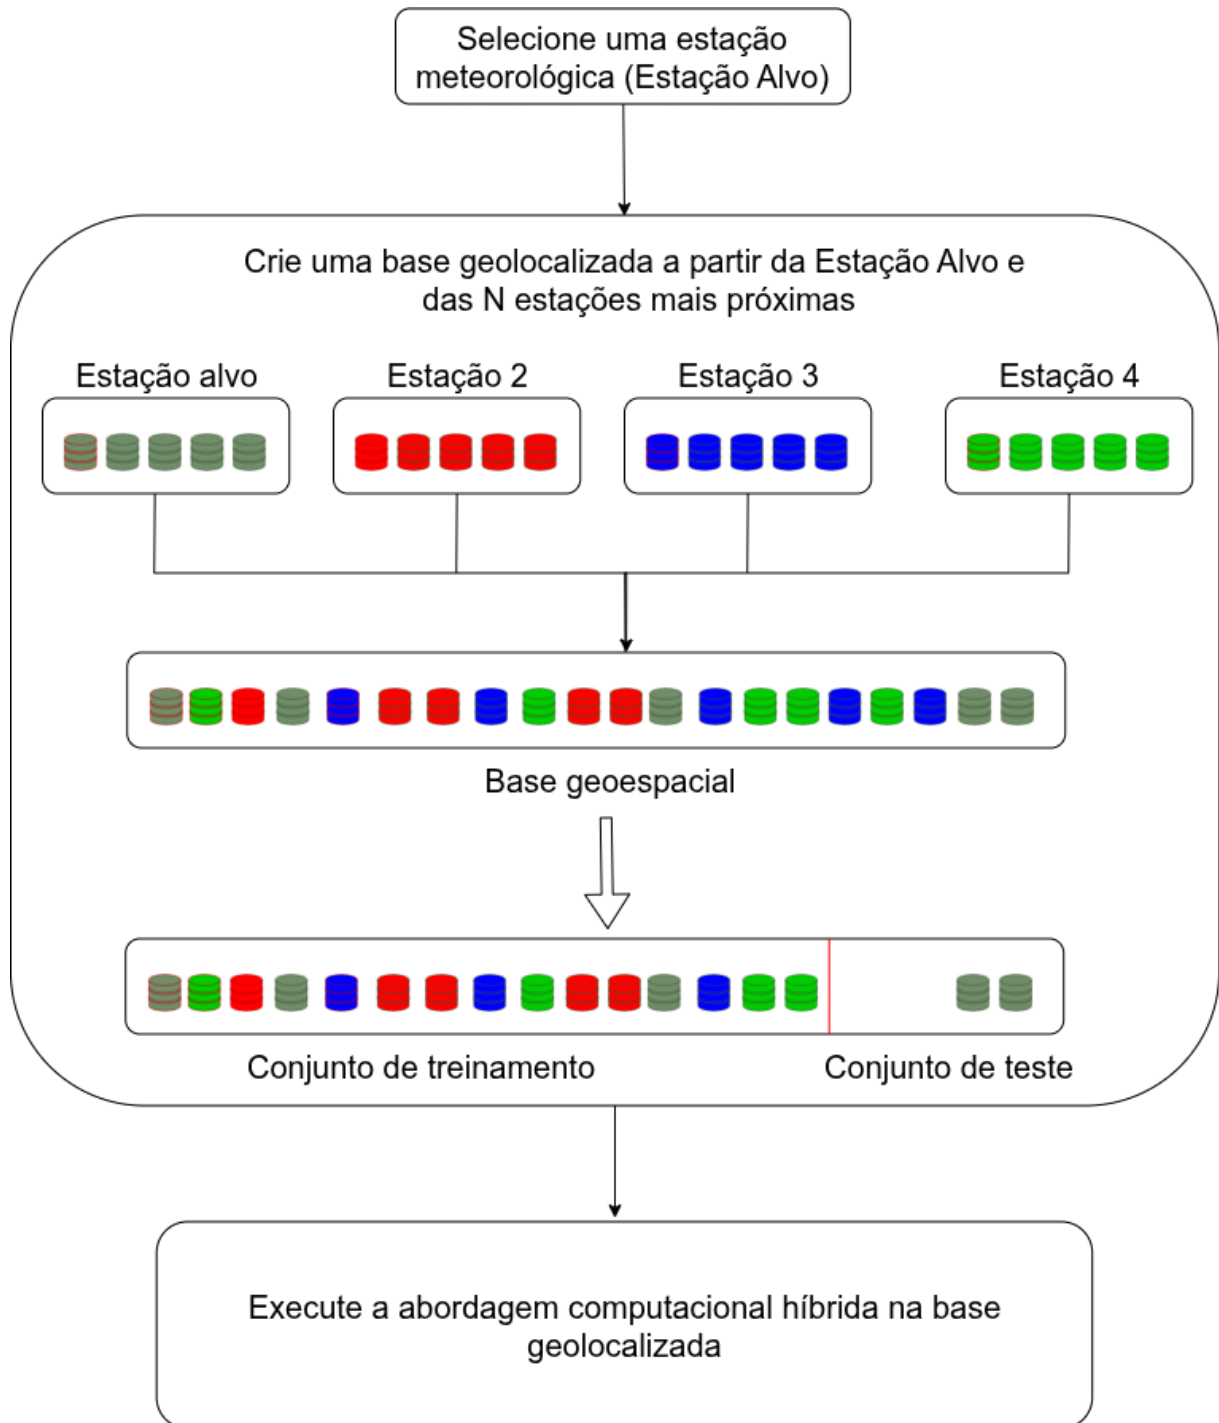 Selecione uma estação
meteorológica (Estação Alvo)
Crie uma base geolocalizada a partir da Estação Alvo e
das N estações mais próximas
Estação alvo
Estação 2
Estação 3
Estação 4
Base geoespacial
Conjunto de treinamento
Conjunto de teste
Execute a abordagem computacional híbrida na base
geolocalizada